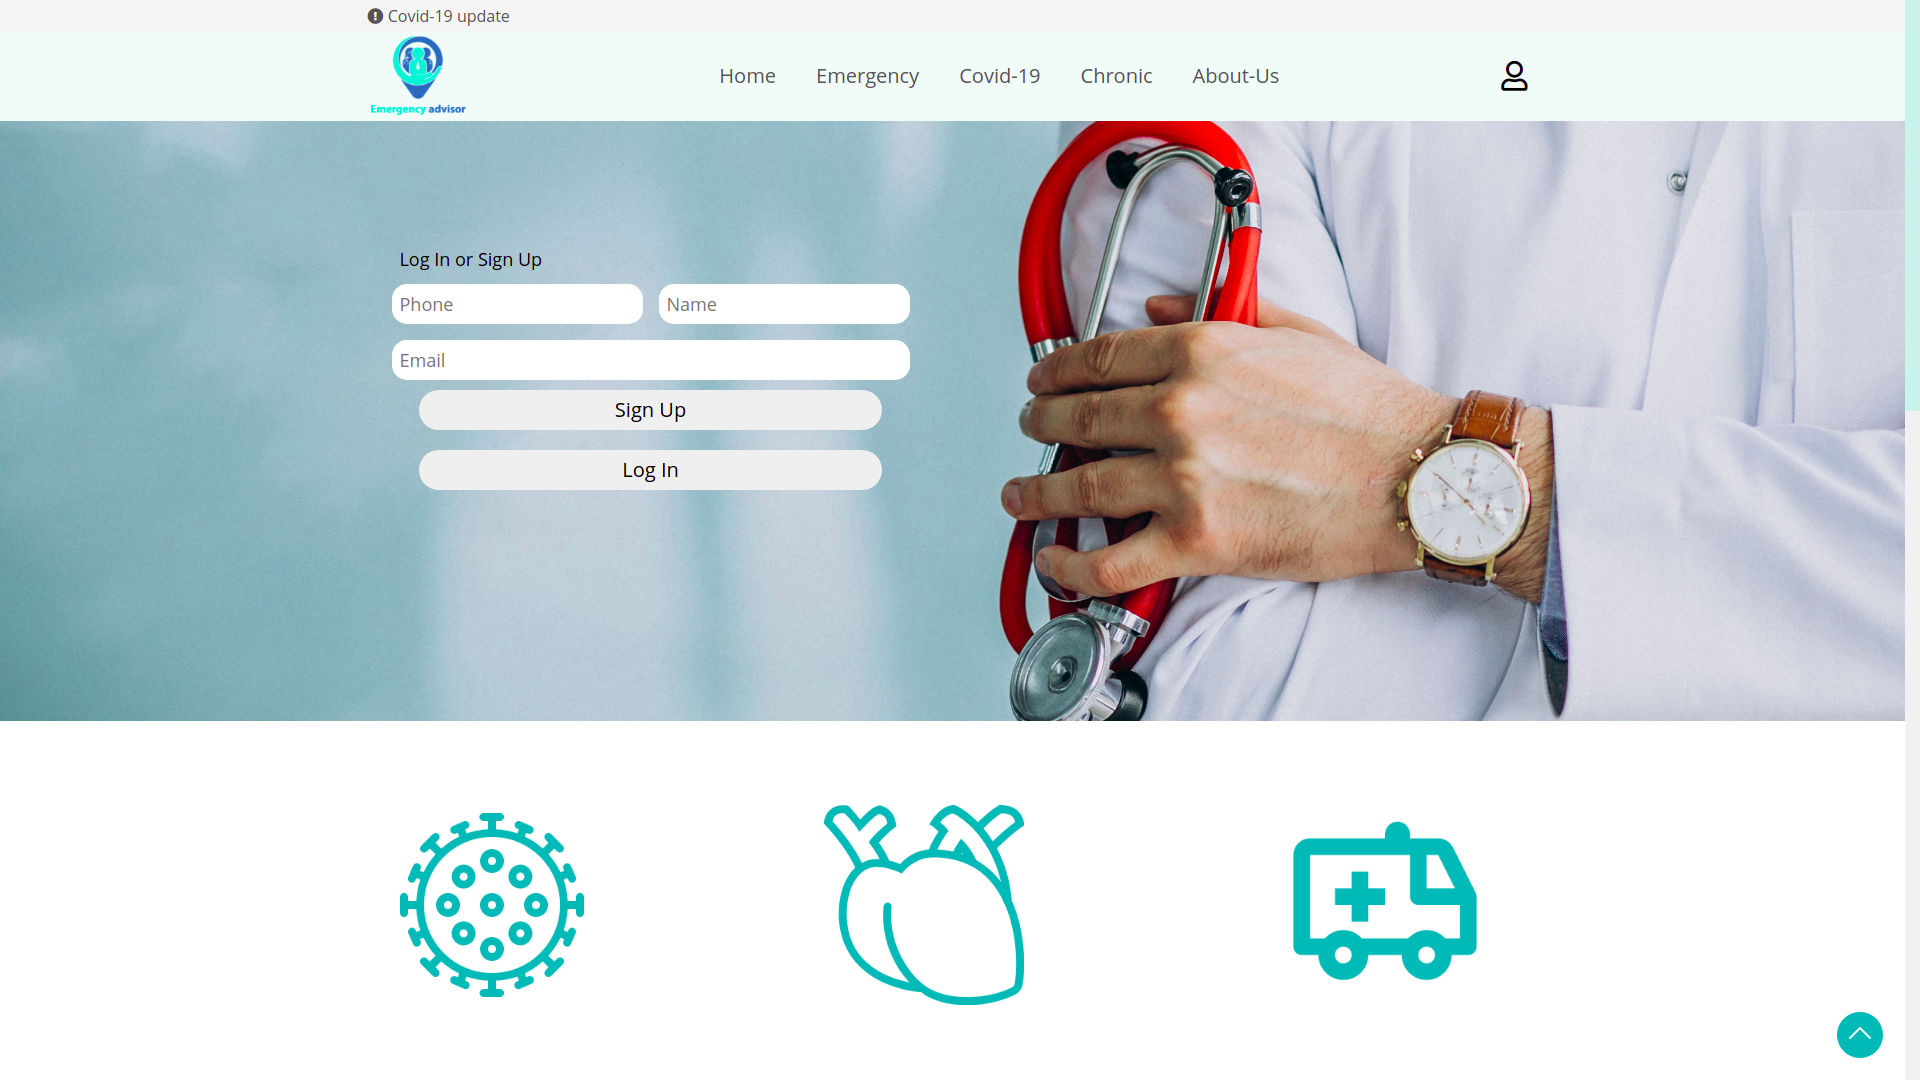 Covid-19 update
Emergency advisor
Home
Emergency
Covid-19
Chronic
About-Us
Log In or Sign Up
Phone
Name
Email
Sign Up
Log In